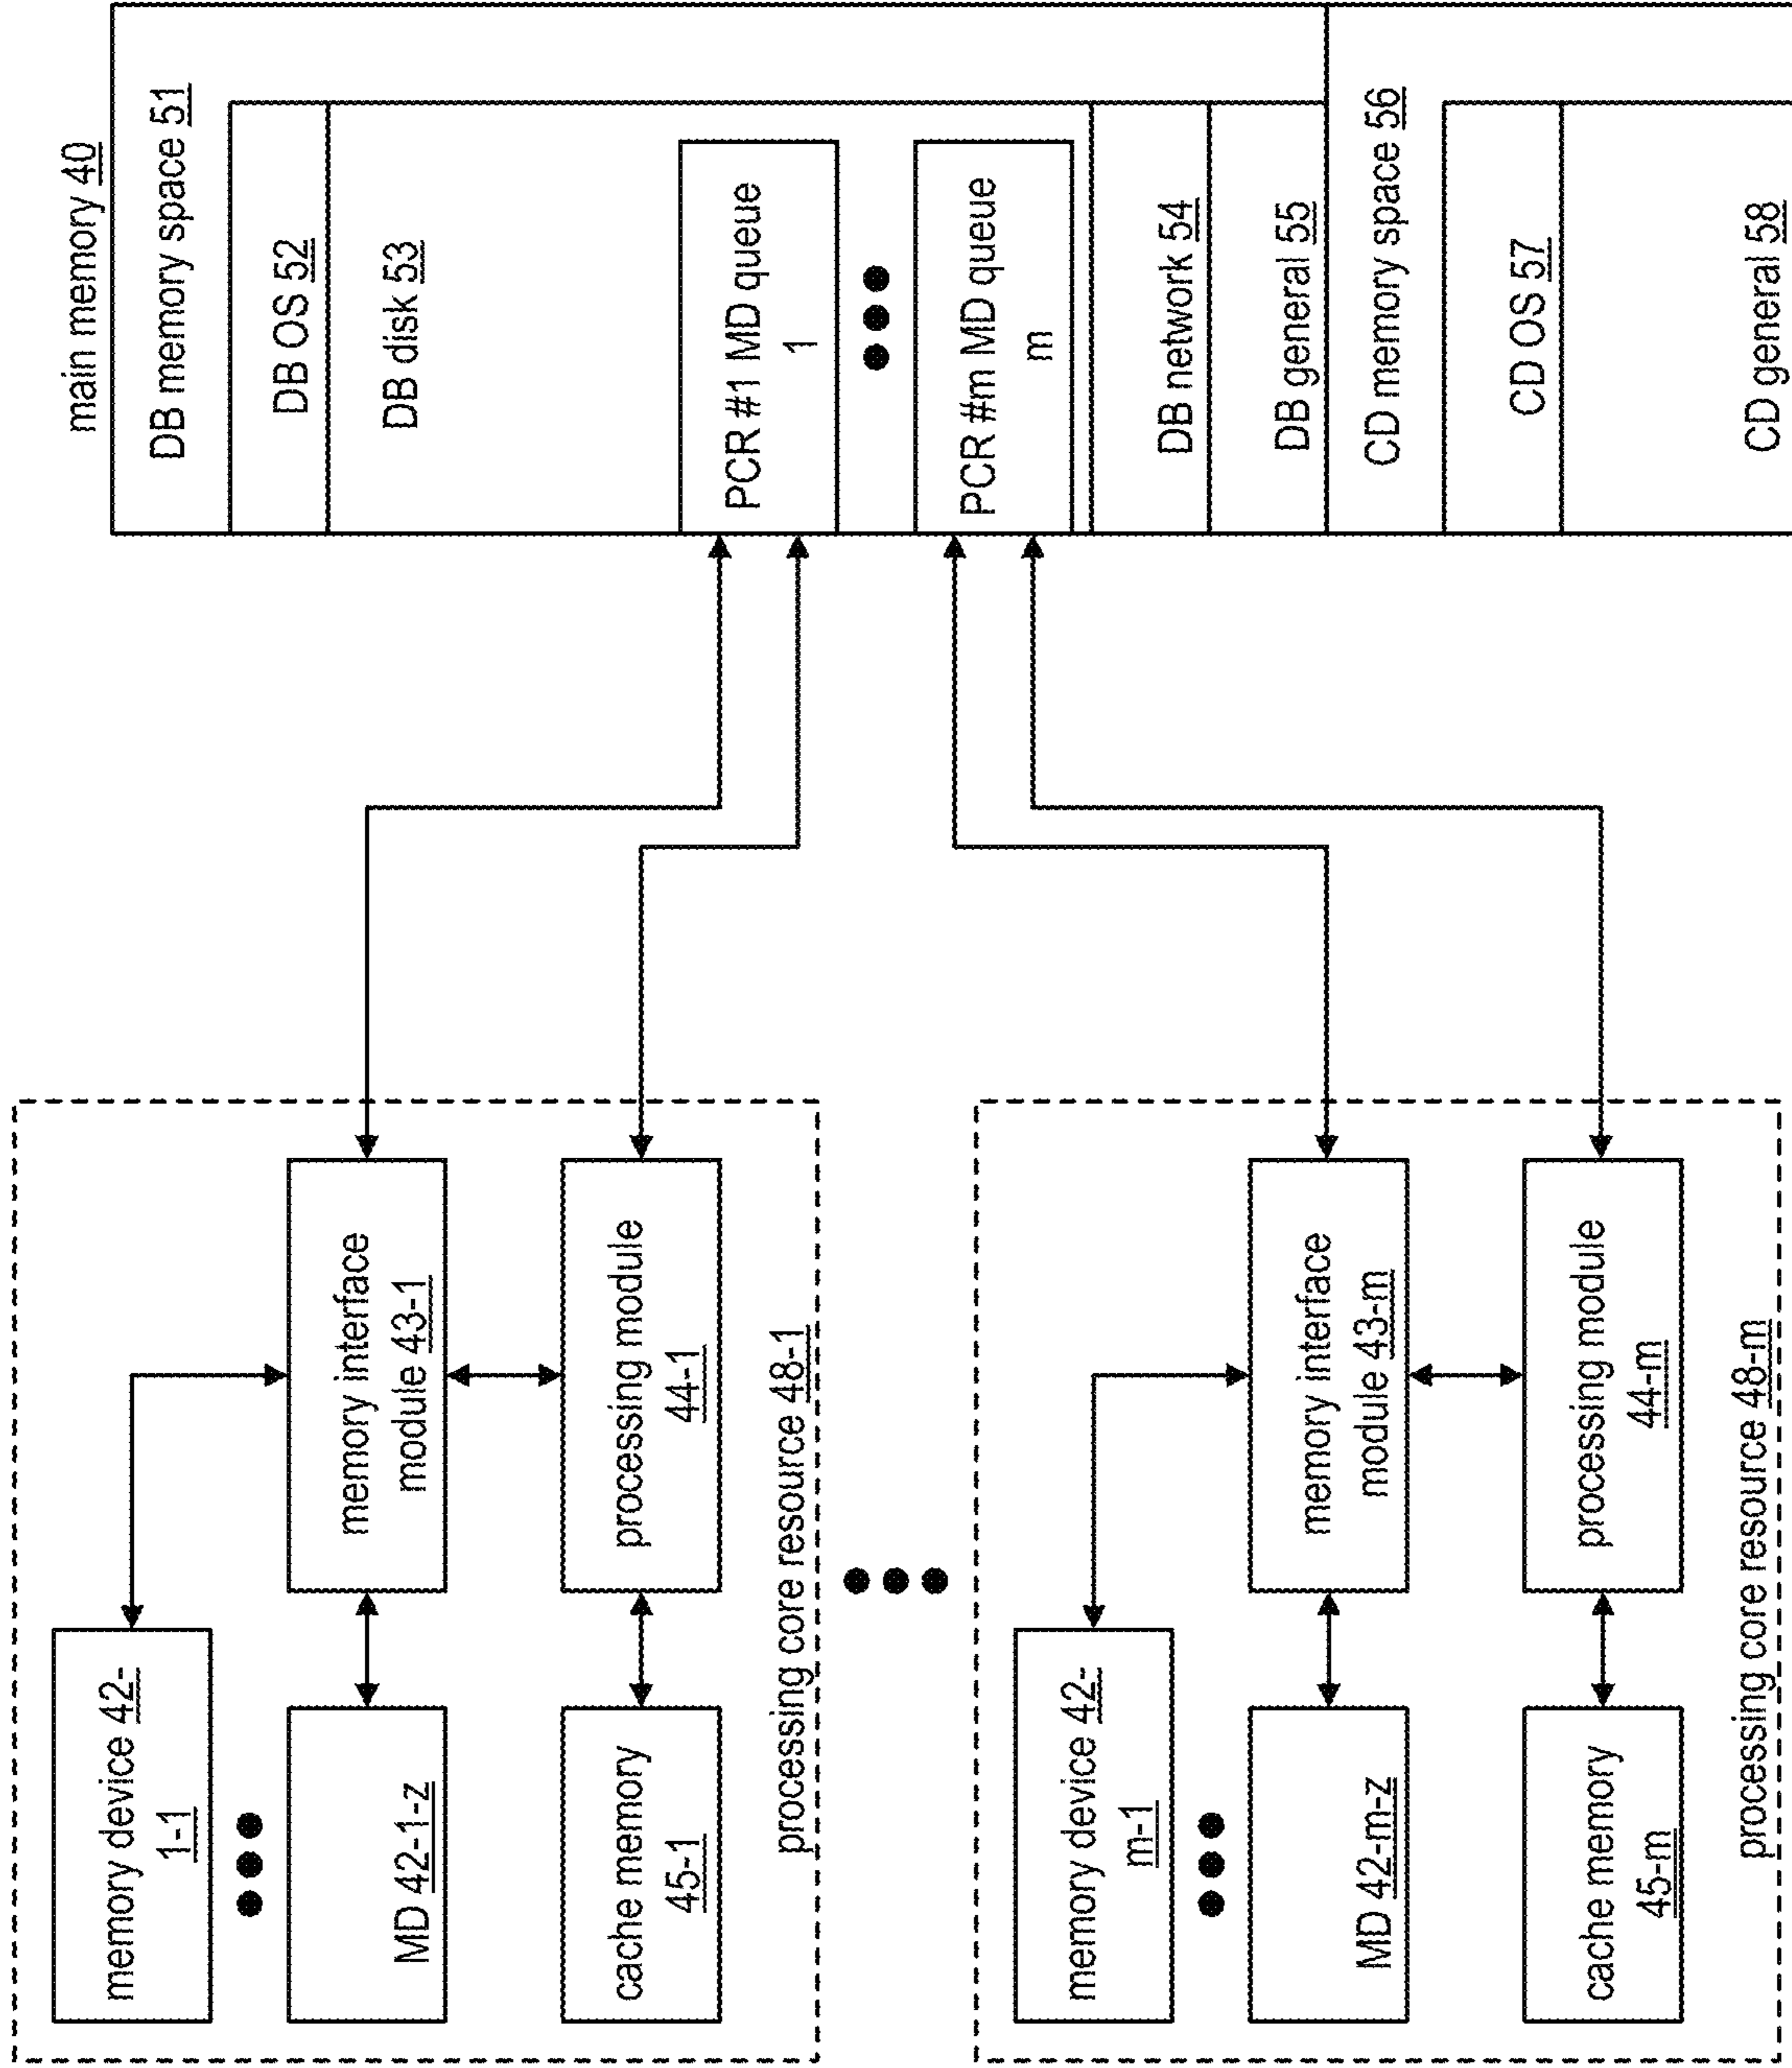 main memory 40
DB memory space 51
DB OS 52
DB disk 53
PCR #1 MD queue
1
PCR #m MD queue
m
DB network 54
DB general 55
CD memory space 56
CD OS 57
CD general 58
memory device 42-
1-1
MD 42-1-z
cache memory
45-1
memory interface
module 43-1
processing module
44-1
processing core resource 48-1
memory device 42-
m-1
MD 42-m-z
cache memory
45-m
memory interface
module 43-m
processing module
44-m
processing core resource 48-m